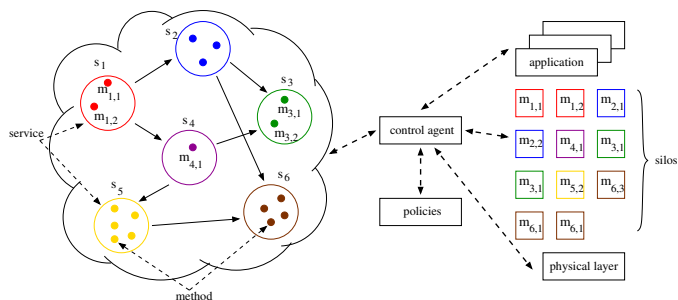 s1
s2
s3
s4
s5
s6
m1,1
m1,2
m3,1
m3,2
m4,1
service
method
control agent
policies
application
m1,1 m1,2 m2,1
m2,2 m4,1 m3,1
m3,1 m5,2 m6,3
m6,1 m6,1
silos
physical layer